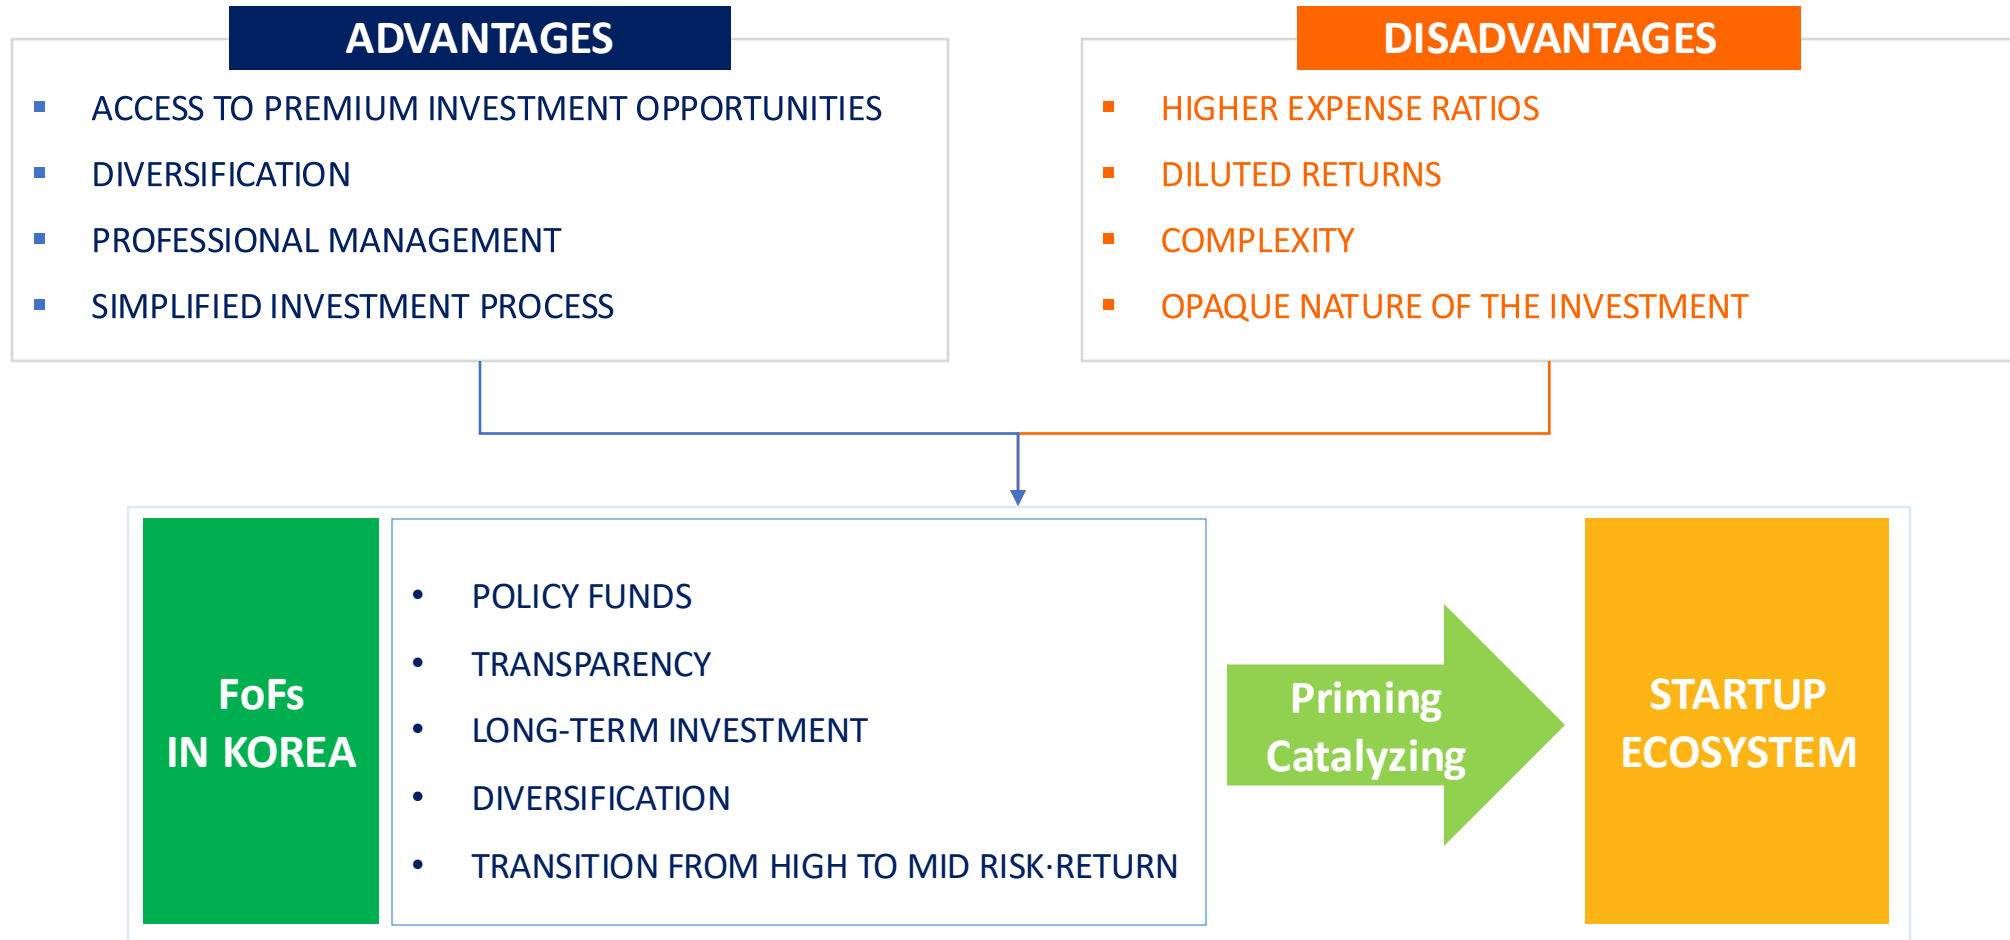 ADVANTAGES
▪ ACCESS TO PREMIUM INVESTMENT OPPORTUNITIES
▪ DIVERSIFICATION
▪ PROFESSIONAL MANAGEMENT
▪ SIMPLIFIED INVESTMENT PROCESS
DISADVANTAGES
▪ HIGHER EXPENSE RATIOS
▪ DILUTED RETURNS
▪ COMPLEXITY
▪ OPAQUE NATURE OF THE INVESTMENT
FoFs
IN KOREA
• POLICY FUNDS
• TRANSPARENCY
• LONG-TERM INVESTMENT
• DIVERSIFICATION
• TRANSITION FROM HIGH TO MID RISK·RETURN
Priming
Catalyzing
STARTUP
ECOSYSTEM